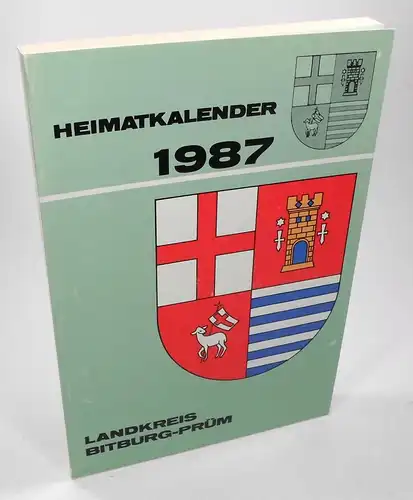 HEIMATKALENDER
1987
LANDKREIS
BITBURG-PRÜM